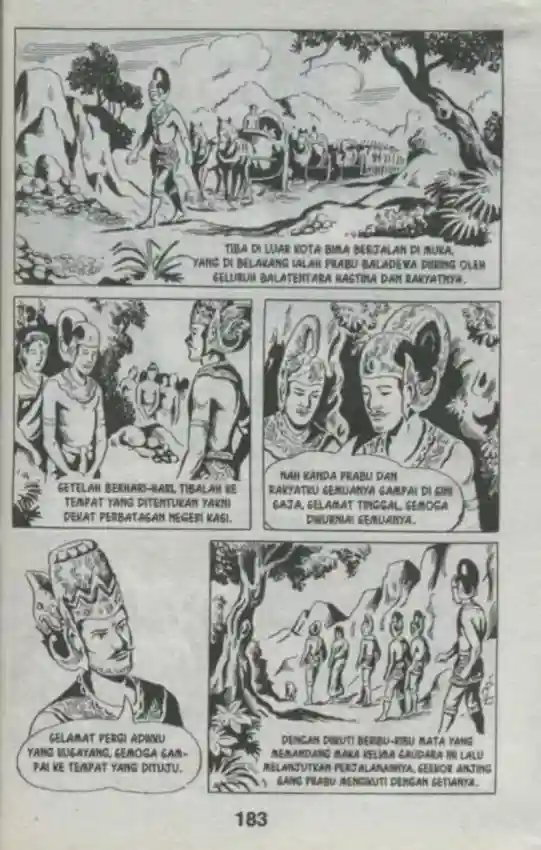 TIBA DI LUAR KOTA BIMA BERJALAN DI MUKA,
YANG DI BELAKANG IALAH PRABU BALADEWA DIIRING OLEH
SELURUH BALATENTARA HASTINA DAN RAKYATNYA.
SETELAH BERHARI-HARI, TIBALAH KE
TEMPAT YANG DITENTUKAN YAKNI
DEKAT PERBATASAN NEGERI KASI.
NAH KANDA PRABU DAN
RAKYATKU SEMUANYA SAMPAI DI SINI
SAJA, SELAMAT TINGGAL, SEMOGA
DIKURNIAI SEMUANYA.
SELAMAT PERGI ADIKKU
YANG KUSAYANG, SEMOGA SAM-
PAI KE TEMPAT YANG DITUJU.
DENGAN DIIKUTI BERIBU-RIBU MATA YANG
MEMANDANG MAKA KELIMA SAUDARA INI LALU
MELANJUTKAN PERJALANANNYA, SEEKOR ANJING
SANG PRABU MENGIKUTI DENGAN SETIANYA.
183